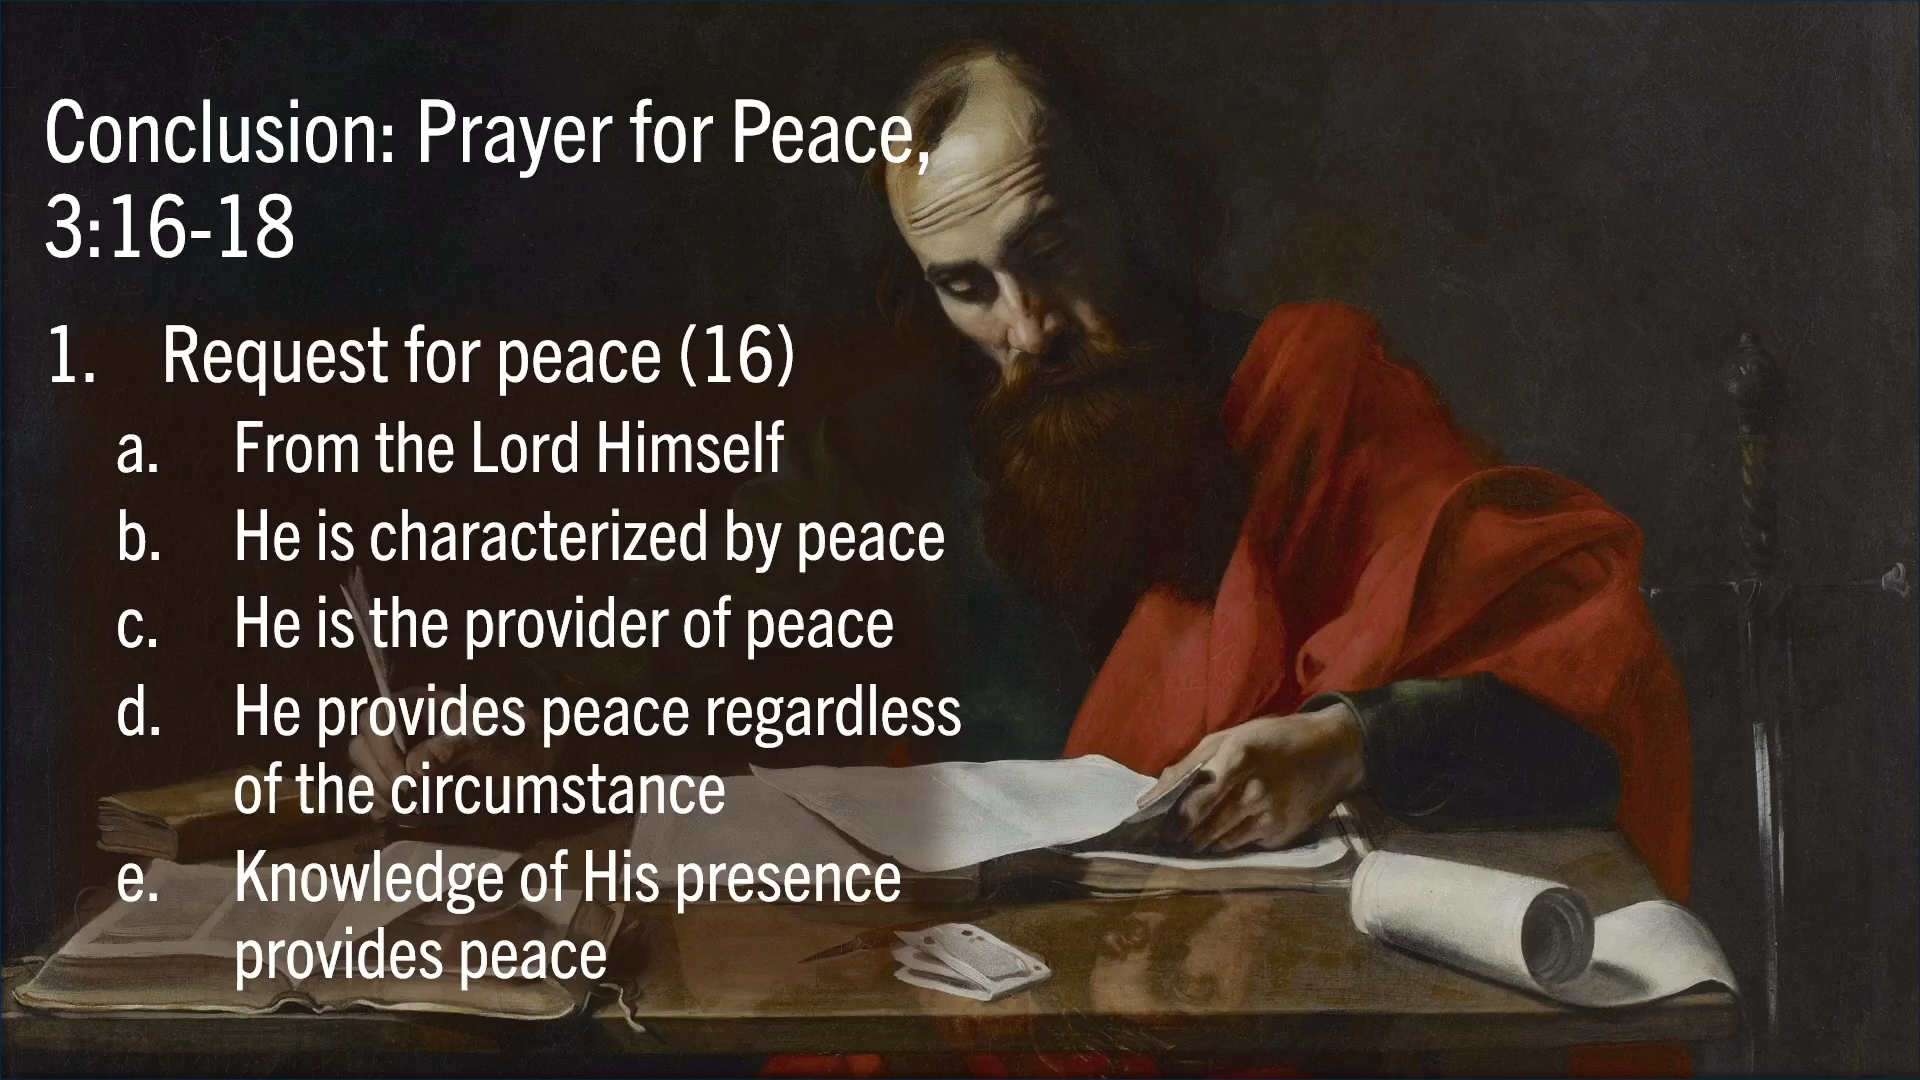 Conclusion: Prayer for Peace,
3:16-18
1. Request for peace (16)
a. From the Lord Himself
b. He is characterized by peace
c. He is the provider of peace
d. He provides peace regardless
of the circumstance
e. Knowledge of His presence
provides peace